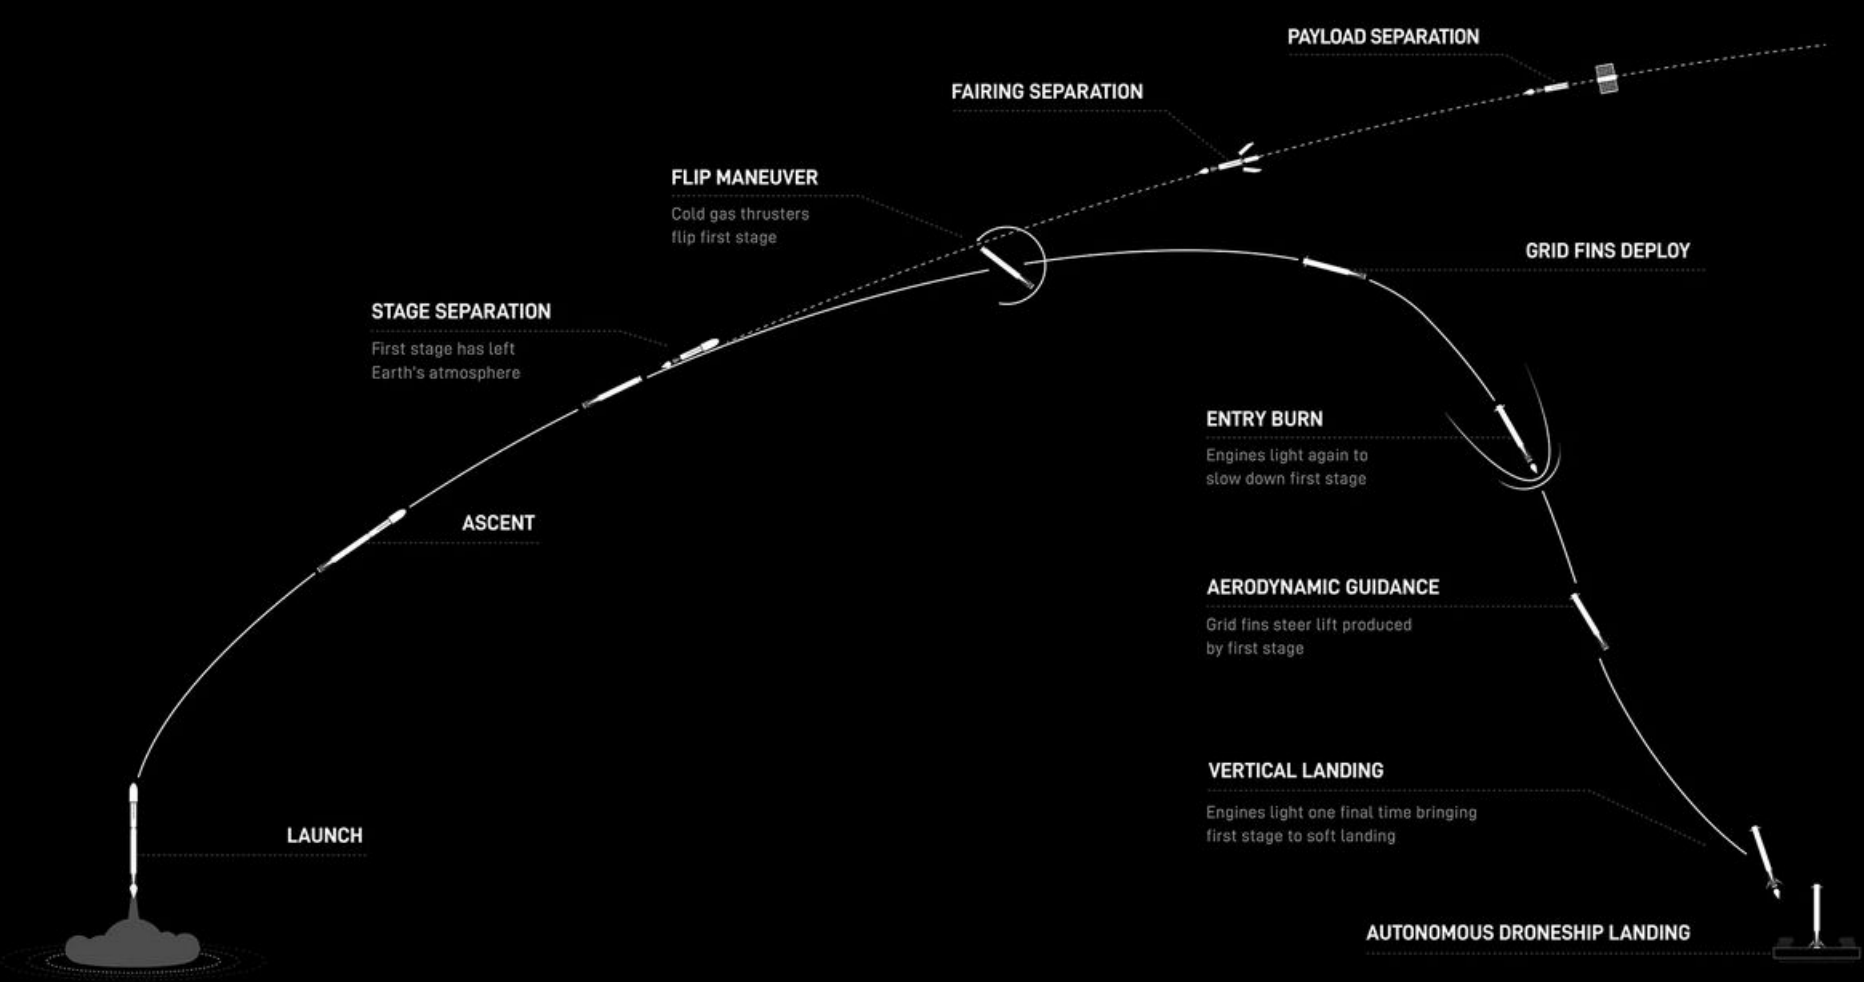 PAYLOAD SEPARATION
FAIRING SEPARATION
FLIP MANEUVER
Cold gas thrusters
flip first stage
GRID FINS DEPLOY
STAGE SEPARATION
First stage has left
Earth's atmosphere
ENTRY BURN
Engines light again to
slow down first stage
ASCENT
AERODYNAMIC GUIDANCE
Grid fins steer lift produced
by first stage
VERTICAL LANDING
Engines light one final time bringing
first stage to soft landing
LAUNCH
AUTONOMOUS DRONESHIP LANDING